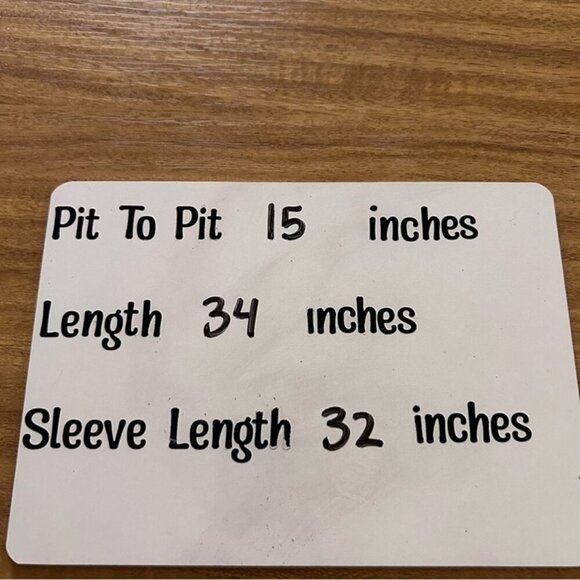 Pit To Pit 15 inches
Length 34 inches
Sleeve Length 32 inches